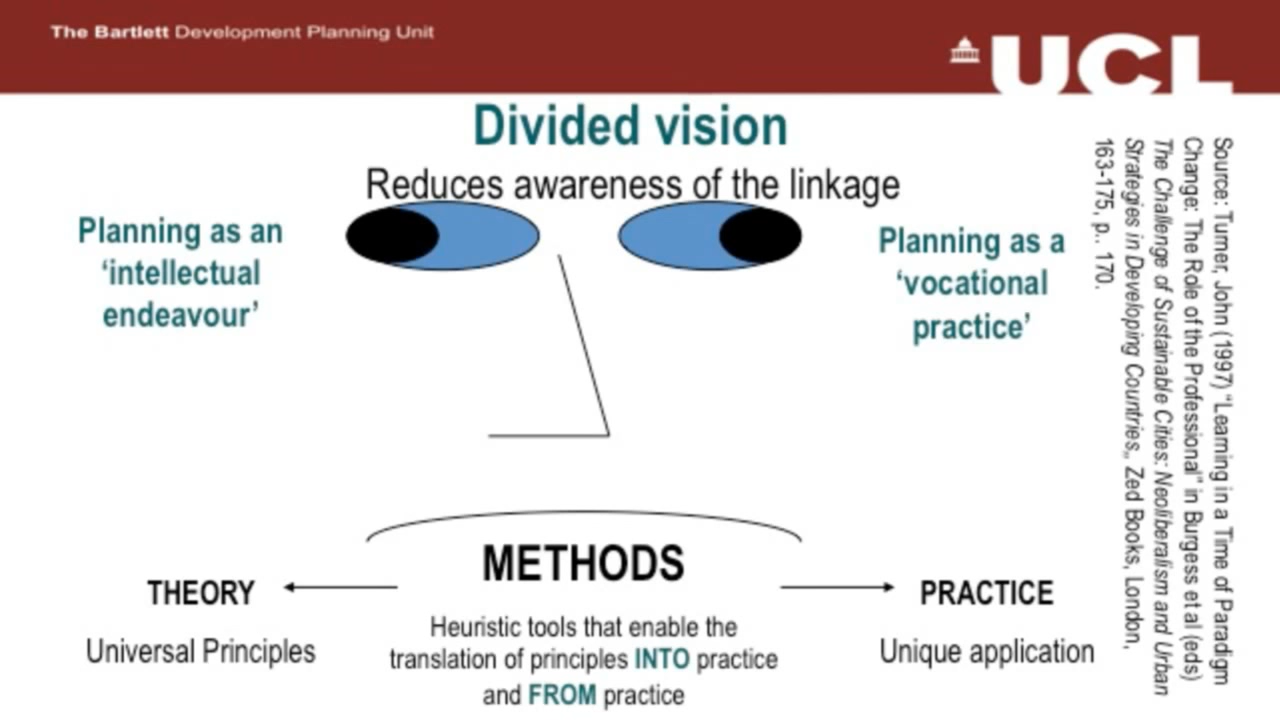 The Bartlett Development Planning Unit
UCL
Divided vision
Reduces awareness of the linkage
Planning as an
‘intellectual
endeavour’
Planning as a
‘vocational
practice’
METHODS
THEORY
PRACTICE
Universal Principles
Heuristic tools that enable the
translation of principles INTO practice
and FROM practice
Unique application
Source: Turner, John (1997) “Learning in a Time of Paradigm
Change: The Role of the Professional” in Burgess et al (eds)
The Challenge of Sustainable Cities: Neoliberalism and Urban
Strategies in Developing Countries,, Zed Books, London,
163-175, p.. 170.